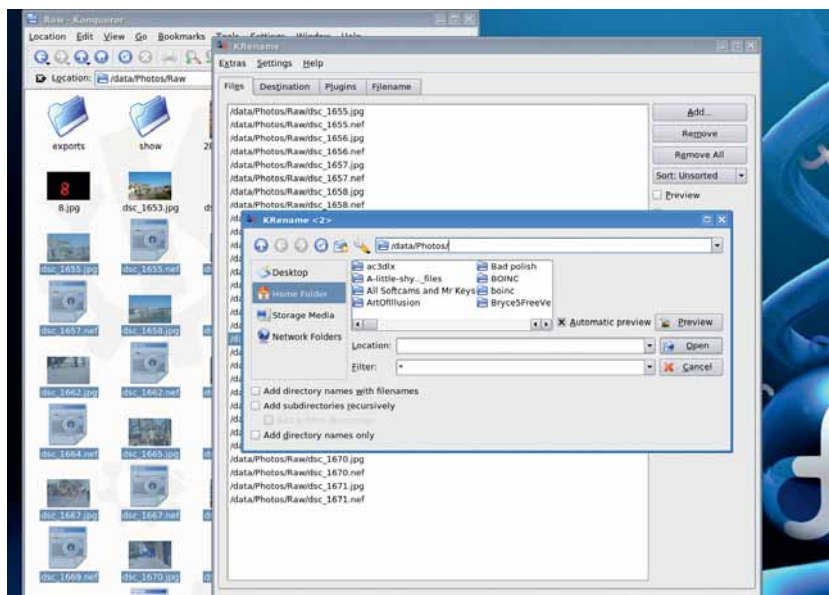 Raw - Konqueror
Location Edit View Go Bookmarks Tools Settings Window Help
Location: /data/Photos/Raw
exports
show
8.jpg
dsc_1653.jpg
dsc_1655.jpg
dsc_1655.nef
dsc_1657.nef
dsc_1658.jpg
dsc_1662.jpg
dsc_1662.nef
dsc_1664.nef
dsc_1665.jpg
dsc_1667.jpg
dsc_1667.nef
dsc_1669.nef
dsc_1670.jpg
KRename
Extras Settings Help
Files Destination Plugins Filename
/data/Photos/Raw/dsc_1655.jpg
/data/Photos/Raw/dsc_1655.nef
/data/Photos/Raw/dsc_1656.jpg
/data/Photos/Raw/dsc_1656.nef
/data/Photos/Raw/dsc_1657.jpg
/data/Photos/Raw/dsc_1657.nef
/data/Photos/Raw/dsc_1658.jpg
/data/Photos/Raw/dsc_1658.nef
/data/Photos/Raw/dsc_1670.jpg
/data/Photos/Raw/dsc_1670.nef
/data/Photos/Raw/dsc_1671.jpg
/data/Photos/Raw/dsc_1671.nef
Add...
Remove
Remove All
Sort: Unsorted
Preview
KRename <2>
/data/Photos/
Desktop
Home Folder
Storage Media
Network Folders
ac3dlx
A-little-shy..._files
All Softcams and Mr Keys
ArtOfIllusion
Bad polish
BOINC
boinc
Bryce5FreeVe
Automatic preview
Preview
Location:
Open
Filter: *
Cancel
Add directory names with filenames
Add subdirectories recursively
Add directory names only